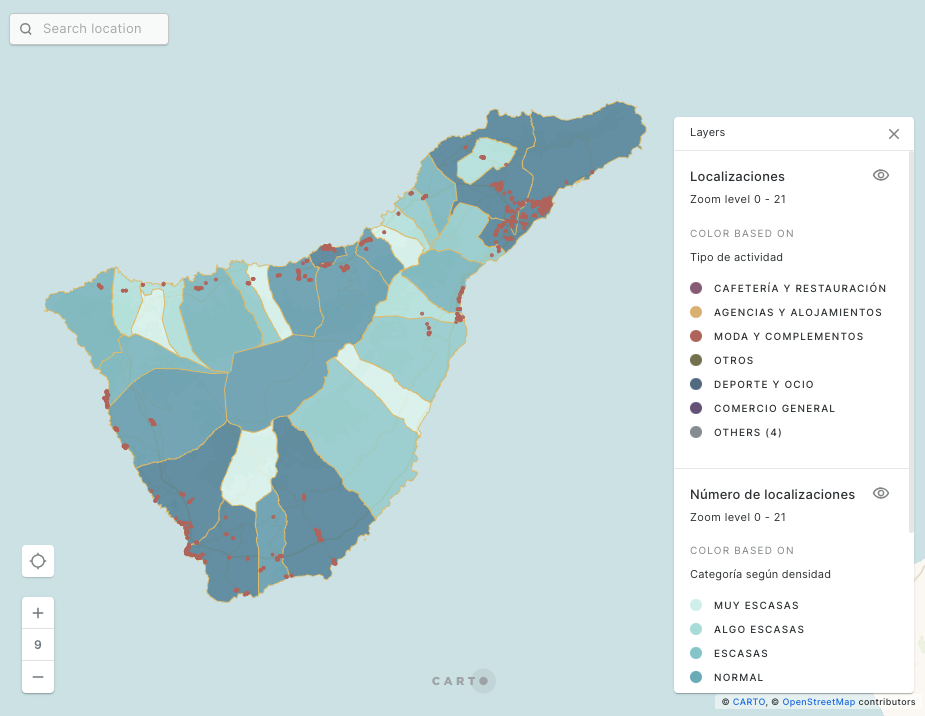 Search location
Layers
Localizaciones
Zoom level 0 - 21
COLOR BASED ON
Tipo de actividad
CAFETERÍA Y RESTAURACIÓN
AGENCIAS Y ALOJAMIENTOS
MODA Y COMPLEMENTOS
OTROS
DEPORTE Y OCIO
COMERCIO GENERAL
OTHERS (4)
Número de localizaciones
Zoom level 0 - 21
COLOR BASED ON
Categoría según densidad
MUY ESCASAS
ALGO ESCASAS
ESCASAS
NORMAL
9
CARTO
© CARTO, © OpenStreetMap contributors